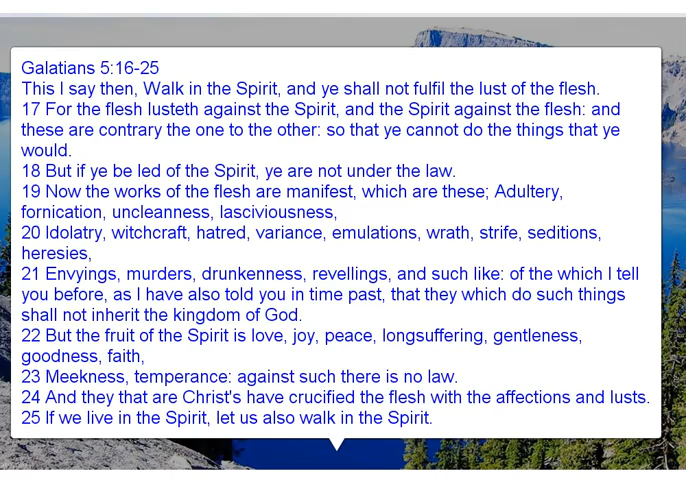 Galatians 5:16-25
This I say then, Walk in the Spirit, and ye shall not fulfil the lust of the flesh.
17 For the flesh lusteth against the Spirit, and the Spirit against the flesh: and
these are contrary the one to the other: so that ye cannot do the things that ye
would.
18 But if ye be led of the Spirit, ye are not under the law.
19 Now the works of the flesh are manifest, which are these; Adultery,
fornication, uncleanness, lasciviousness,
20 Idolatry, witchcraft, hatred, variance, emulations, wrath, strife, seditions,
heresies,
21 Envyings, murders, drunkenness, revellings, and such like: of the which I tell
you before, as I have also told you in time past, that they which do such things
shall not inherit the kingdom of God.
22 But the fruit of the Spirit is love, joy, peace, longsuffering, gentleness,
goodness, faith,
23 Meekness, temperance: against such there is no law.
24 And they that are Christ's have crucified the flesh with the affections and lusts.
25 If we live in the Spirit, let us also walk in the Spirit.